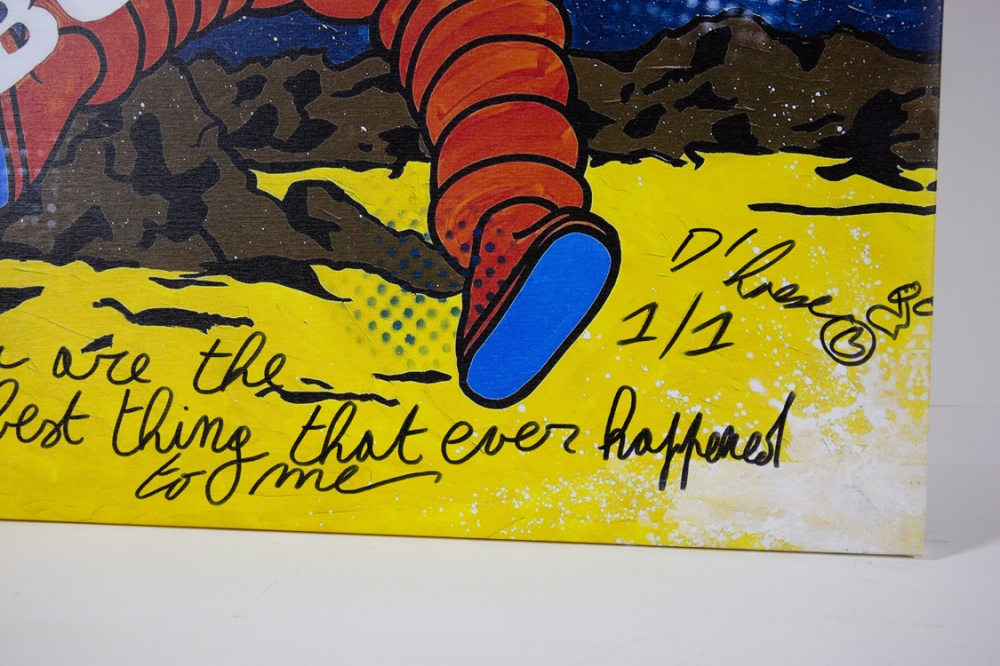 B
D'Rose ©
1/1
are the
best thing that ever happened
to me